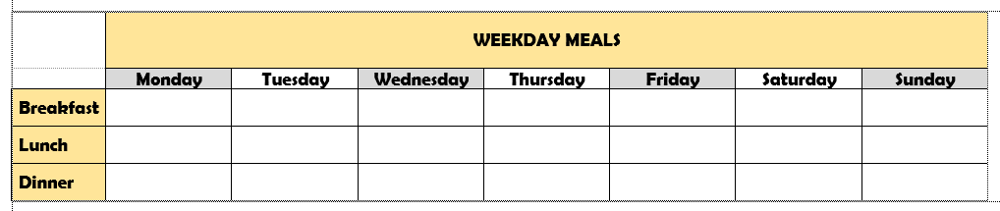 WEEKDAY MEALS
Monday Tuesday Wednesday Thursday Friday Saturday Sunday
Breakfast
Lunch
Dinner